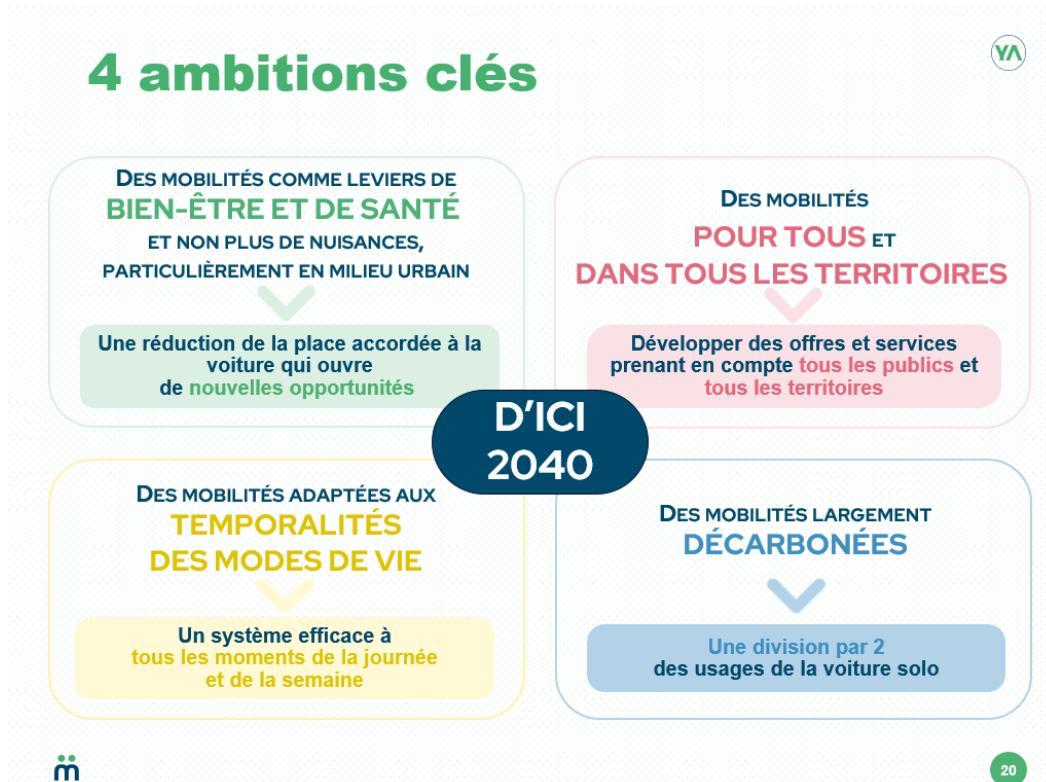 4 ambitions clés
YA
DES MOBILITÉS COMME LEVIERS DE
BIEN-ÊTRE ET DE SANTÉ
ET NON PLUS DE NUISANCES,
PARTICULIÈREMENT EN MILIEU URBAIN
Une réduction de la place accordée à la
voiture qui ouvre
de nouvelles opportunités
DES MOBILITÉS
POUR TOUS ET
DANS TOUS LES TERRITOIRES
Développer des offres et services
prenant en compte tous les publics et
tous les territoires
D'ICI
2040
DES MOBILITÉS ADAPTÉES AUX
TEMPORALITÉS
DES MODES DE VIE
Un système efficace à
tous les moments de la journée
et de la semaine
DES MOBILITÉS LARGEMENT
DÉCARBONÉES
Une division par 2
des usages de la voiture solo
m
20